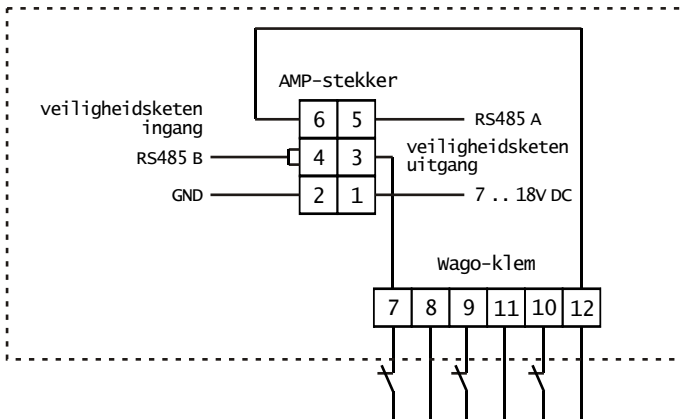 AMP-stekker
veiligheidsketen
ingang
6 5
RS485 A
RS485 B
4 3
veiligheidsketen
uitgang
GND
2 1
7 .. 18V DC
Wago-klem
7 8 9 11 10 12